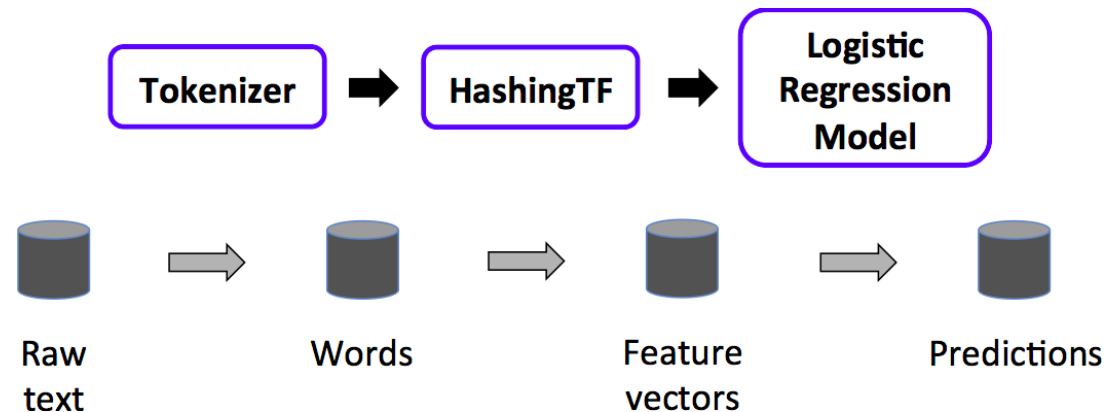 Tokenizer
HashingTF
Logistic
Regression
Model
Raw
text
Words
Feature
vectors
Predictions